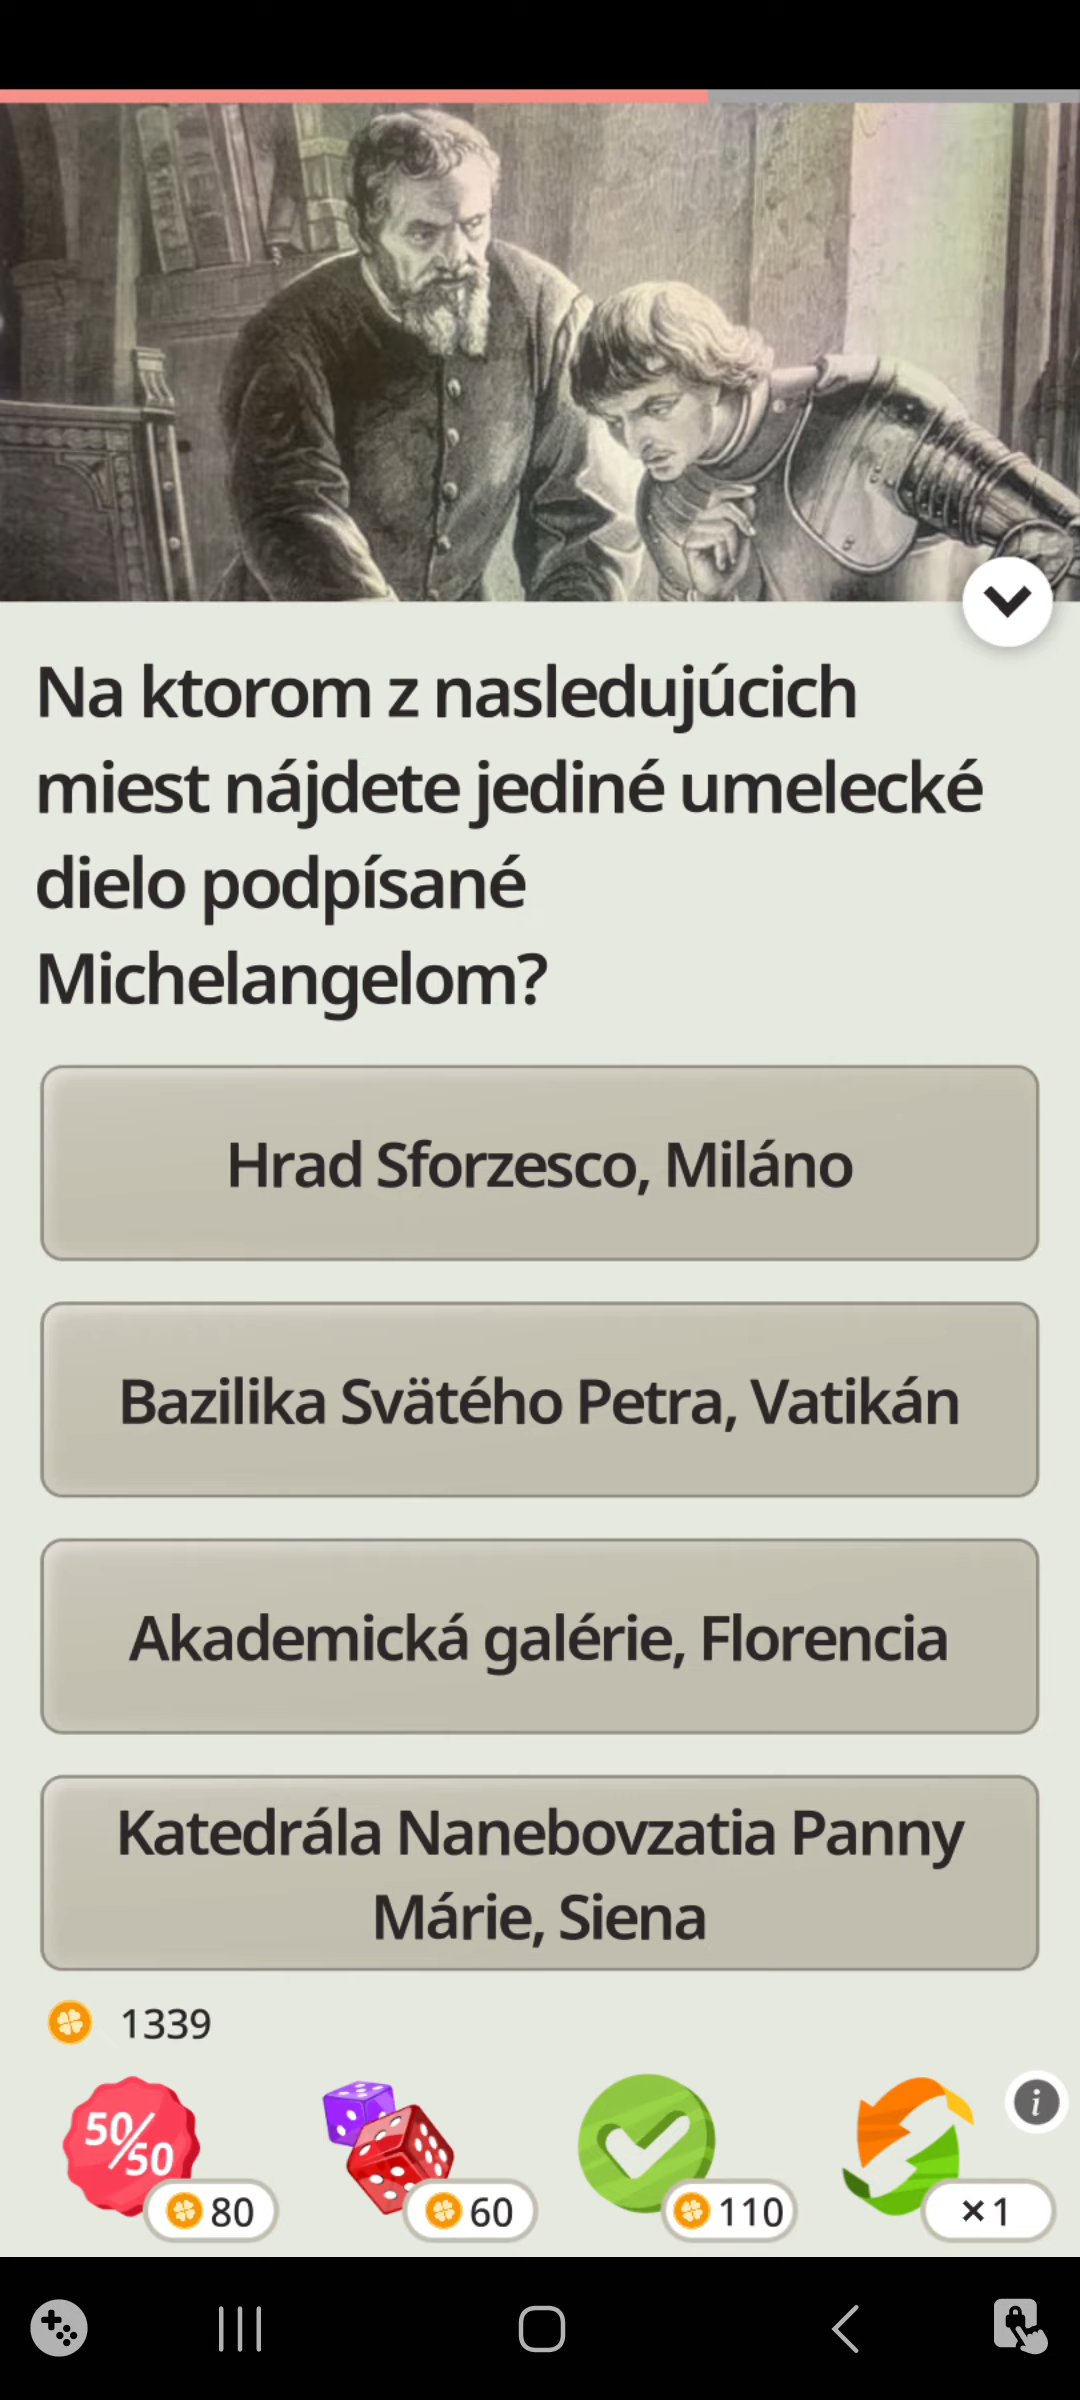 Na ktorom z nasledujúcich
miest nájdete jediné umelecké
dielo podpísané
Michelangelom?
Hrad Sforzesco, Miláno
Bazilika Svätého Petra, Vatikán
Akademická galérie, Florencia
Katedrála Nanebovzatia Panny
Márie, Siena
1339
50/50
80
60
110
×1
i